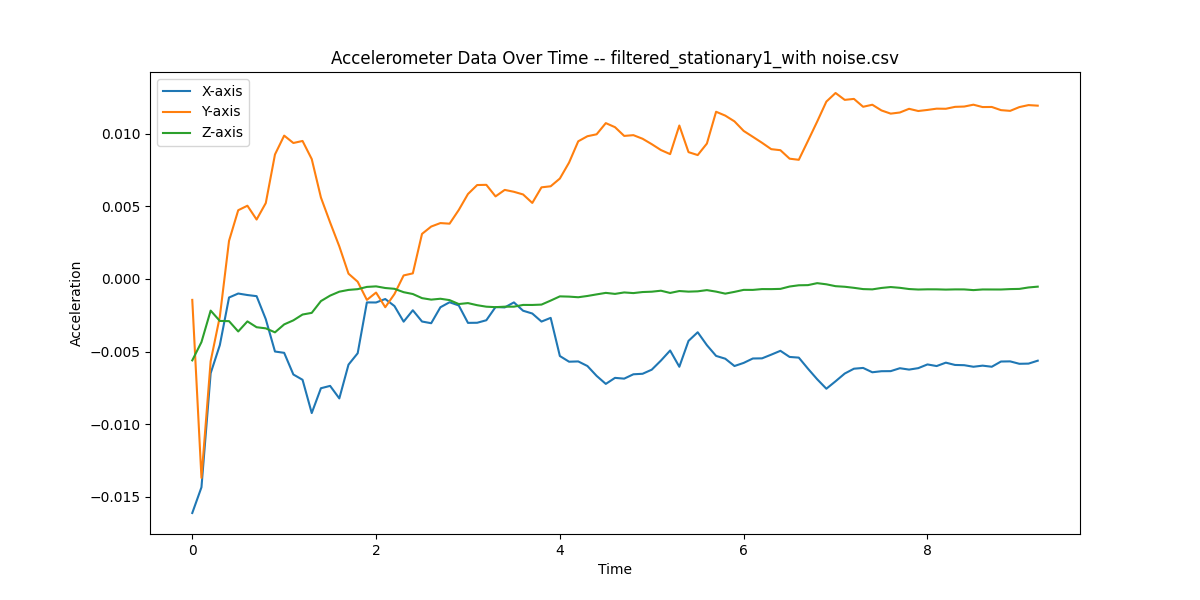 Accelerometer Data Over Time -- filtered_stationary1_with noise.csv
X-axis
Y-axis
Z-axis
0.010
0.005
0.000
−0.005
−0.010
−0.015
Acceleration
0 2 4 6 8
Time